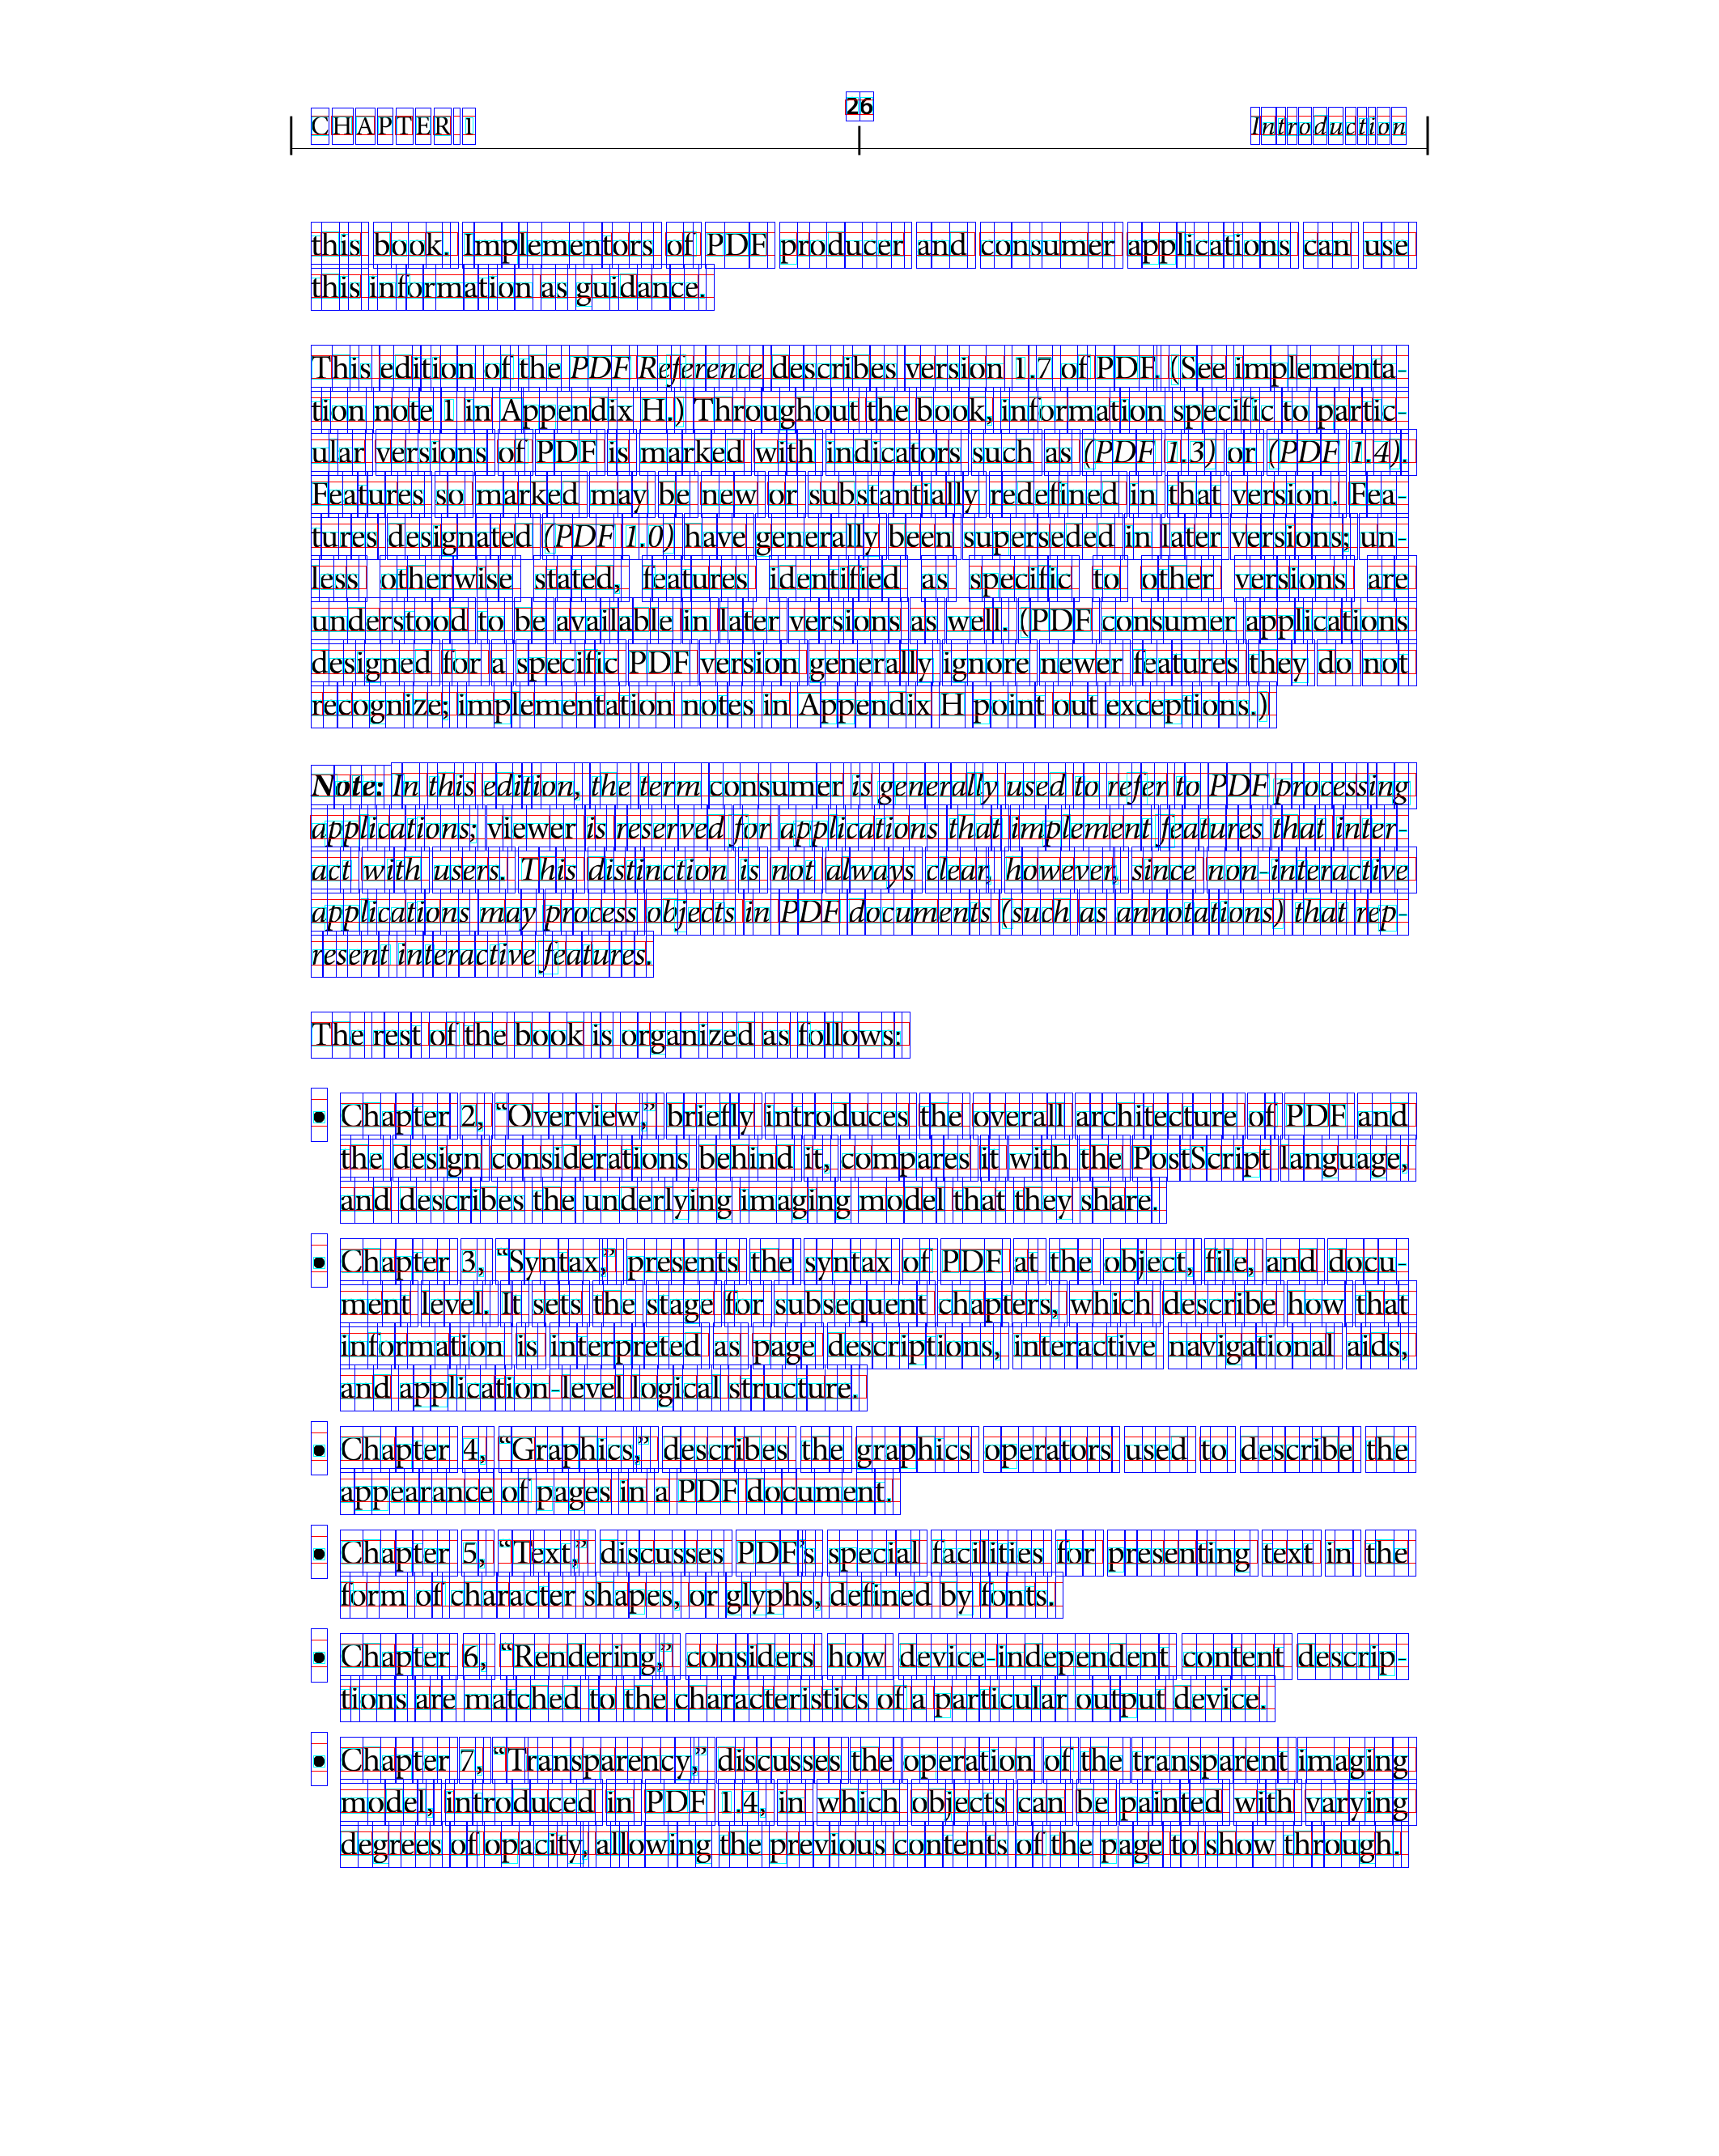 CHAPTER 1
26
Introduction
this book. Implementors of PDF producer and consumer applications can use
this information as guidance.
This edition of the PDF Reference describes version 1.7 of PDF. (See implementa-
tion note 1 in Appendix H.) Throughout the book, information specific to partic-
ular versions of PDF is marked with indicators such as (PDF 1.3) or (PDF 1.4).
Features so marked may be new or substantially redefined in that version. Fea-
tures designated (PDF 1.0) have generally been superseded in later versions; un-
less otherwise stated, features identified as specific to other versions are
understood to be available in later versions as well. (PDF consumer applications
designed for a specific PDF version generally ignore newer features they do not
recognize; implementation notes in Appendix H point out exceptions.)
Note: In this edition, the term consumer is generally used to refer to PDF processing
applications; viewer is reserved for applications that implement features that inter-
act with users. This distinction is not always clear, however, since non-interactive
applications may process objects in PDF documents (such as annotations) that rep-
resent interactive features.
The rest of the book is organized as follows:
• Chapter 2, “Overview,” briefly introduces the overall architecture of PDF and
the design considerations behind it, compares it with the PostScript language,
and describes the underlying imaging model that they share.
• Chapter 3, “Syntax,” presents the syntax of PDF at the object, file, and docu-
ment level. It sets the stage for subsequent chapters, which describe how that
information is interpreted as page descriptions, interactive navigational aids,
and application-level logical structure.
• Chapter 4, “Graphics,” describes the graphics operators used to describe the
appearance of pages in a PDF document.
• Chapter 5, “Text,” discusses PDF’s special facilities for presenting text in the
form of character shapes, or glyphs, defined by fonts.
• Chapter 6, “Rendering,” considers how device-independent content descrip-
tions are matched to the characteristics of a particular output device.
• Chapter 7, “Transparency,” discusses the operation of the transparent imaging
model, introduced in PDF 1.4, in which objects can be painted with varying
degrees of opacity, allowing the previous contents of the page to show through.